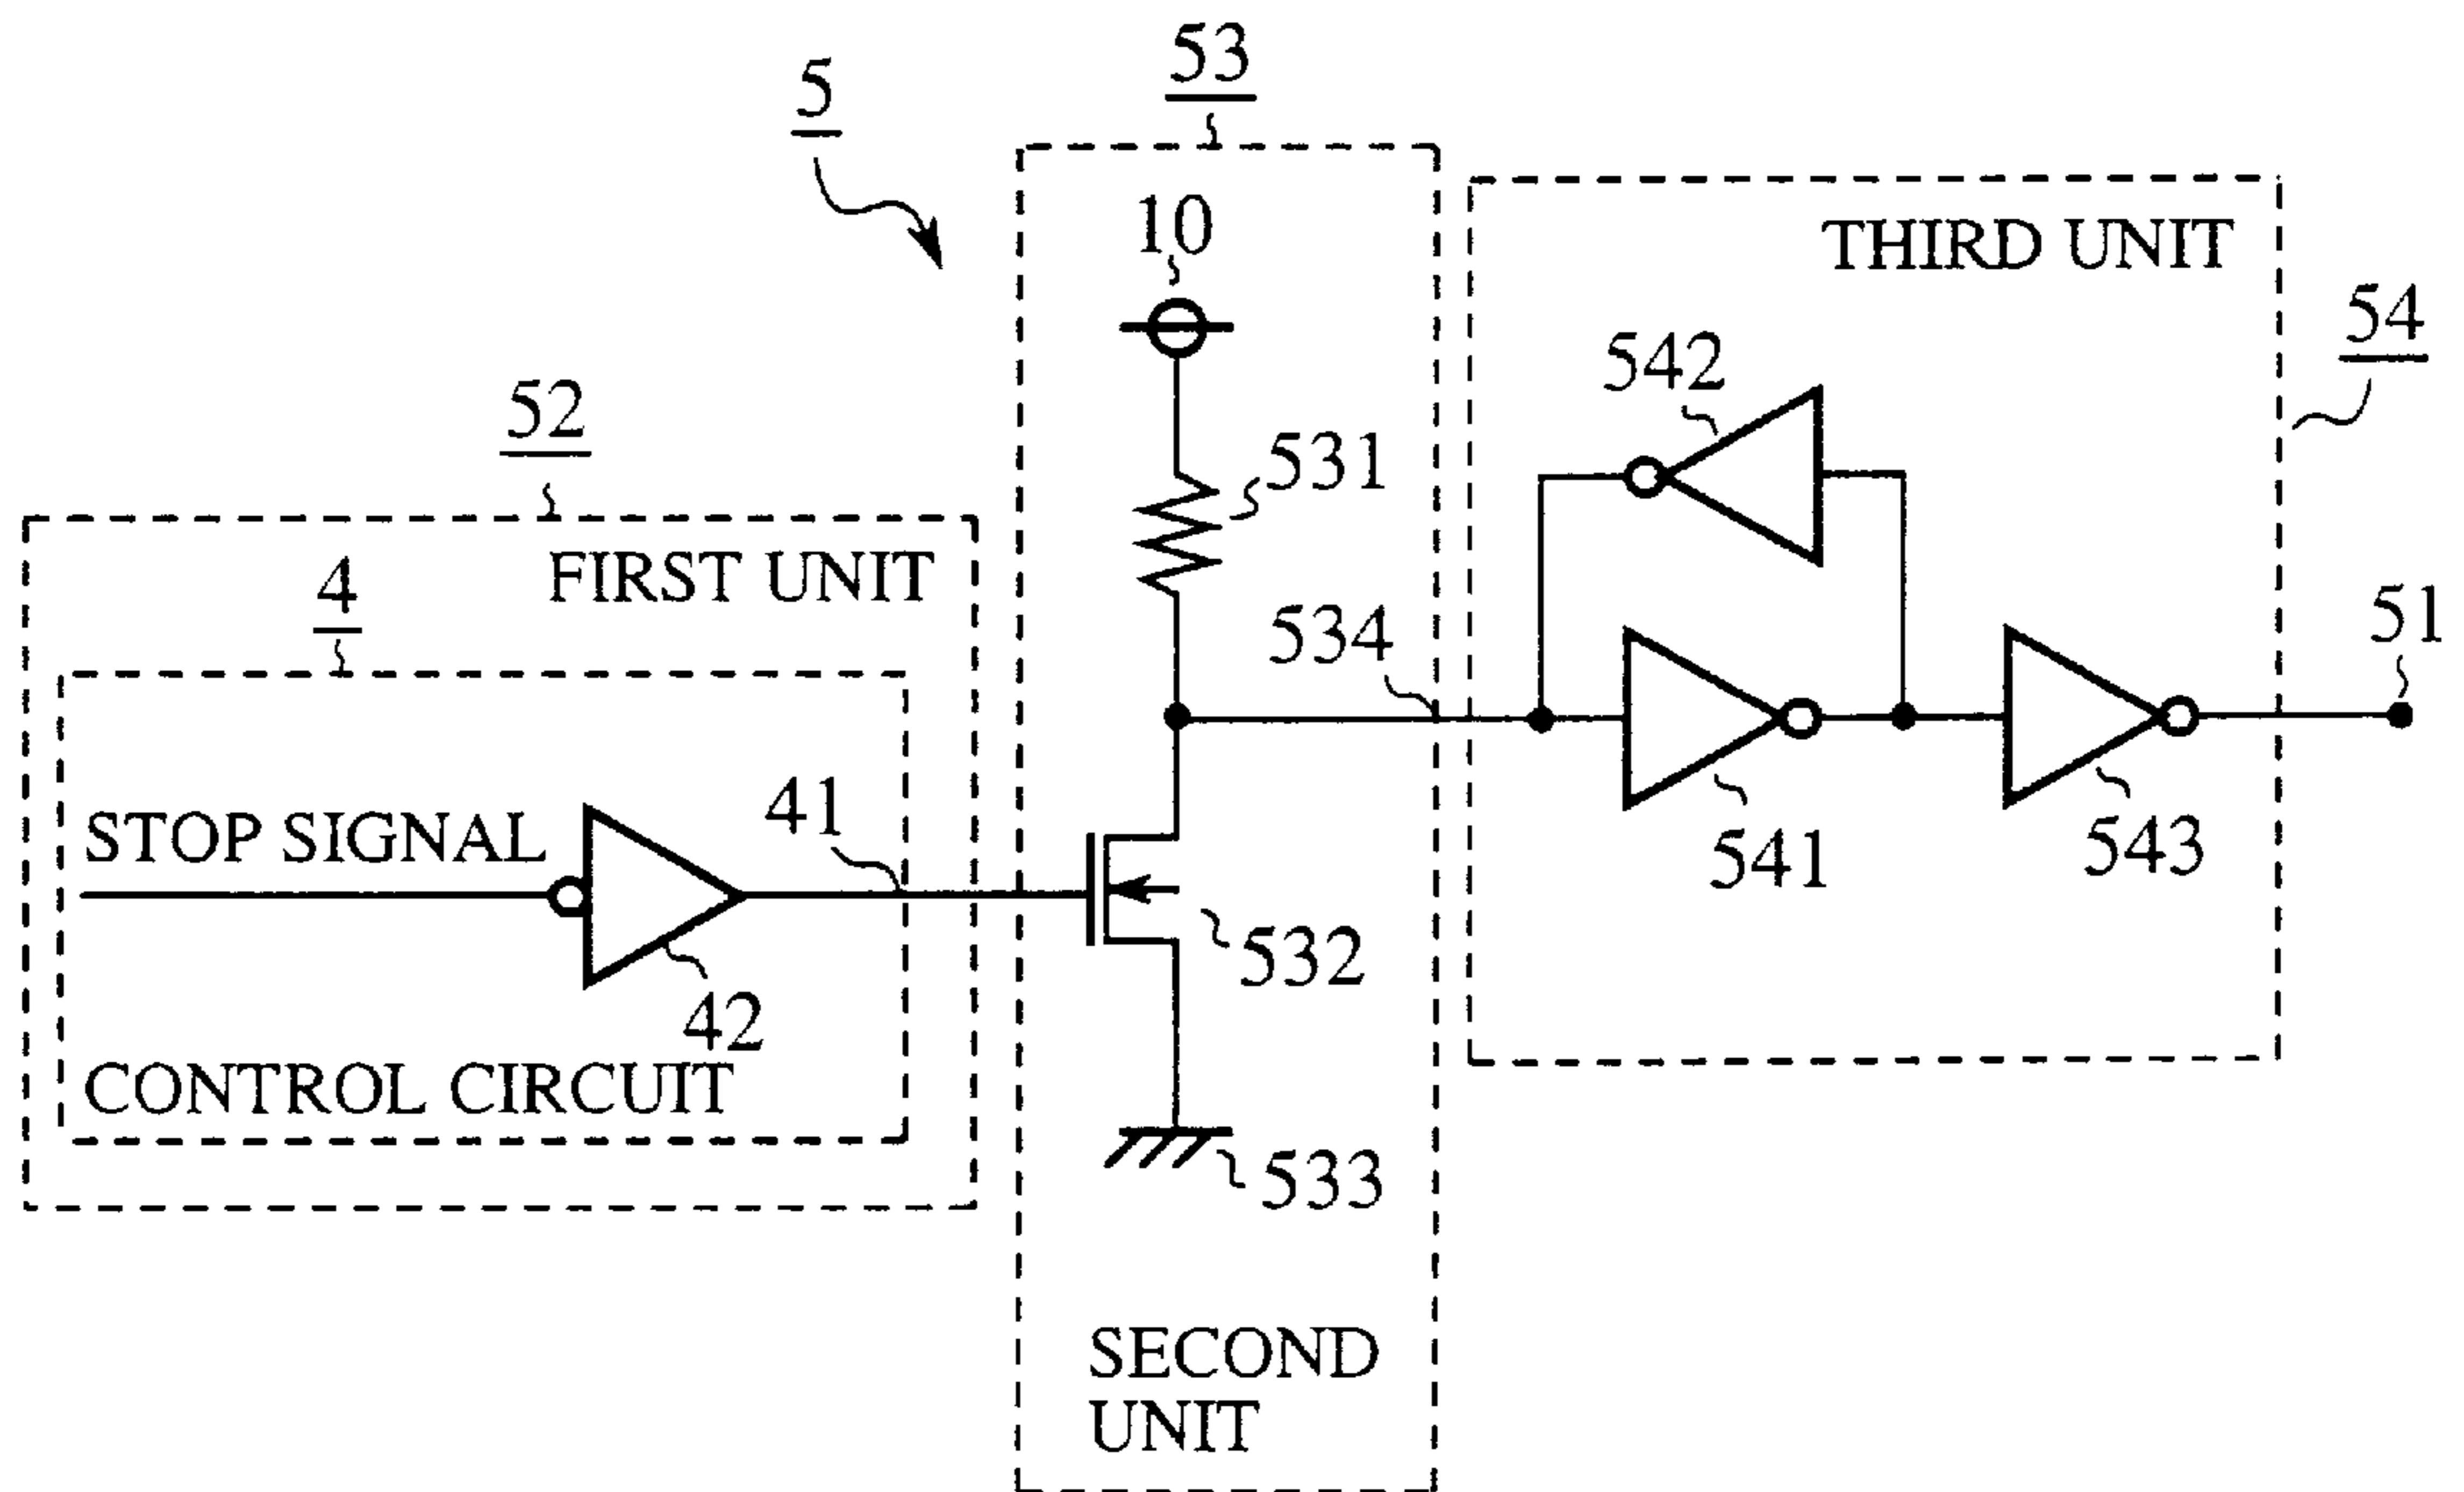 53
5
10
THIRD UNIT
54
542
52
531
FIRST UNIT
4
534
51
41
STOP SIGNAL
541
543
532
42
CONTROL CIRCUIT
533
SECOND
UNIT